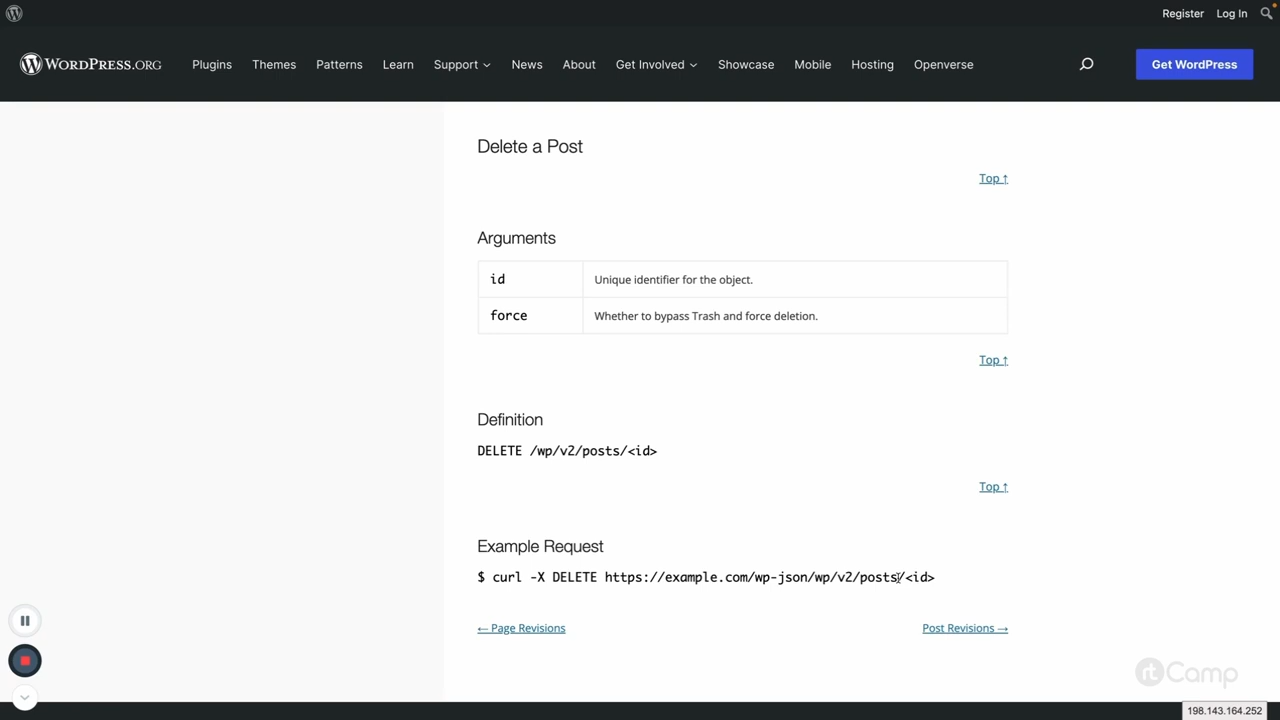 Register Log In
WORDPRESS.ORG Plugins Themes Patterns Learn Support News About Get Involved Showcase Mobile Hosting Openverse Get WordPress
Delete a Post
Top ↑
Arguments
id Unique identifier for the object.
force Whether to bypass Trash and force deletion.
Top ↑
Definition
DELETE /wp/v2/posts/<id>
Top ↑
Example Request
$ curl -X DELETE https://example.com/wp-json/wp/v2/posts/<id>
← Page Revisions Post Revisions →
rtCamp
198.143.164.252